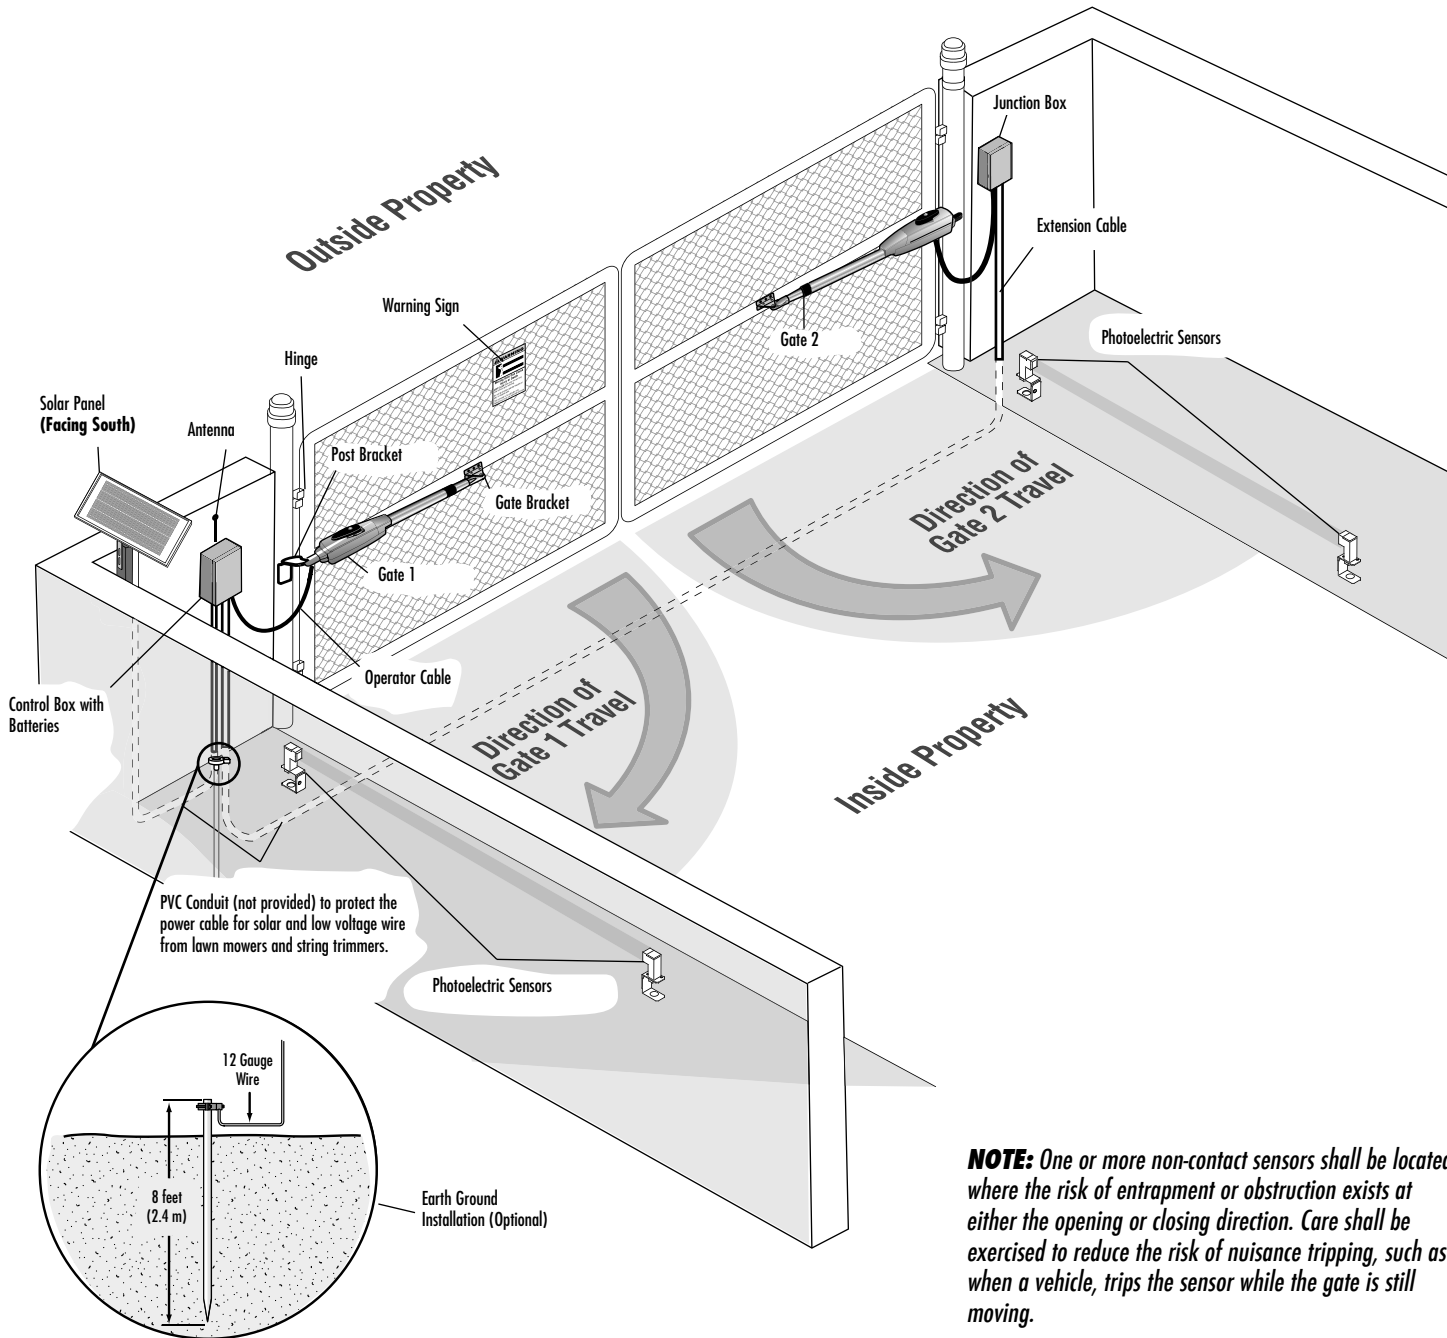 Junction Box
Outside Property
Extension Cable
Warning Sign
Gate 2
Photoelectric Sensors
Hinge
Solar Panel
(Facing South)
Antenna
Post Bracket
Gate Bracket
Direction of
Gate 2 Travel
Gate 1
Operator Cable
Control Box with
Batteries
Direction of
Gate 1 Travel
Inside Property
PVC Conduit (not provided) to protect the
power cable for solar and low voltage wire
from lawn mowers and string trimmers.
Photoelectric Sensors
12 Gauge
Wire
8 feet
(2.4 m)
Earth Ground
Installation (Optional)
NOTE: One or more non-contact sensors shall be located
where the risk of entrapment or obstruction exists at
either the opening or closing direction. Care shall be
exercised to reduce the risk of nuisance tripping, such as
when a vehicle, trips the sensor while the gate is still
moving.